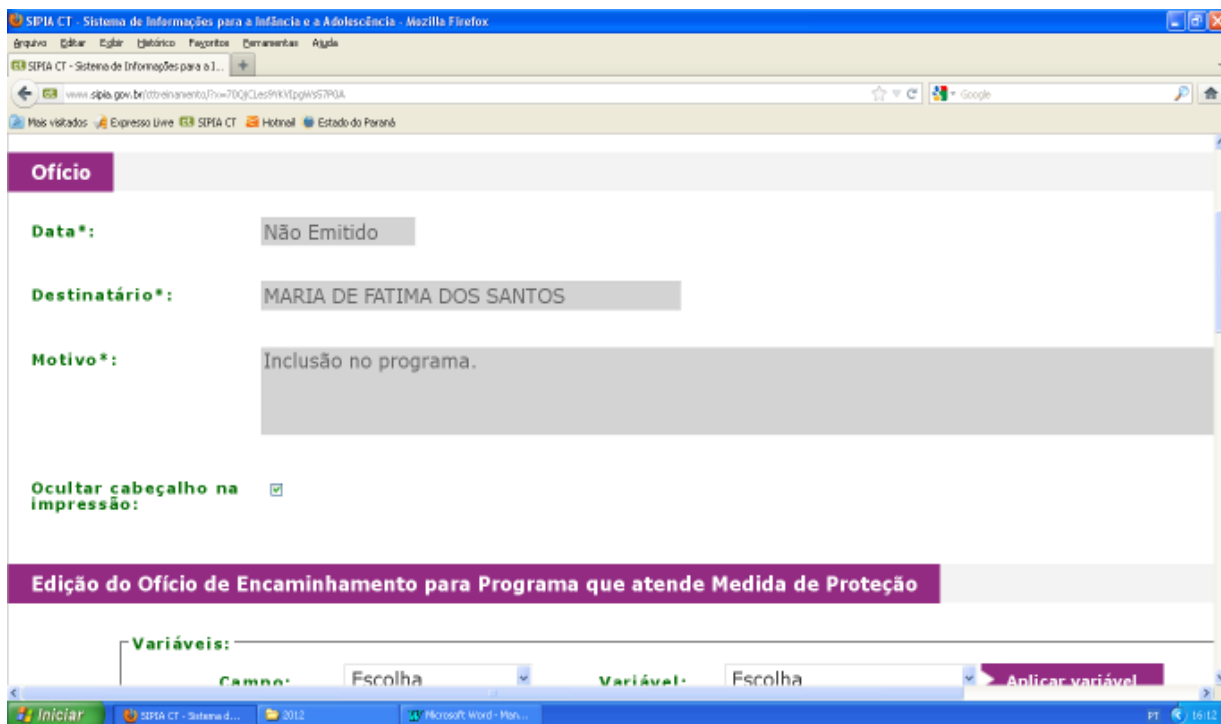 SIPIA CT - Sistema de Informações para a Infância e a Adolescência - Mozilla Firefox
Arquivo Editar Exibir Histórico Favoritos Ferramentas Ajuda
SIPIA CT - Sistema de Informações para a I... +
www.sipia.gov.br/ Google
Mais visitados Expresso Livre SIPIA CT Hotmail Estado do Paraná
Ofício
Data*: Não Emitido
Destinatário*: MARIA DE FATIMA DOS SANTOS
Motivo*: Inclusão no programa.
Ocultar cabeçalho na
impressão:
Edição do Ofício de Encaminhamento para Programa que atende Medida de Proteção
Variáveis:
Campo: Escolha Variável: Escolha Aplicar variável
Iniciar SIPIA CT - Sistema d... 2012 Microsoft Word - Man... PT 16:12